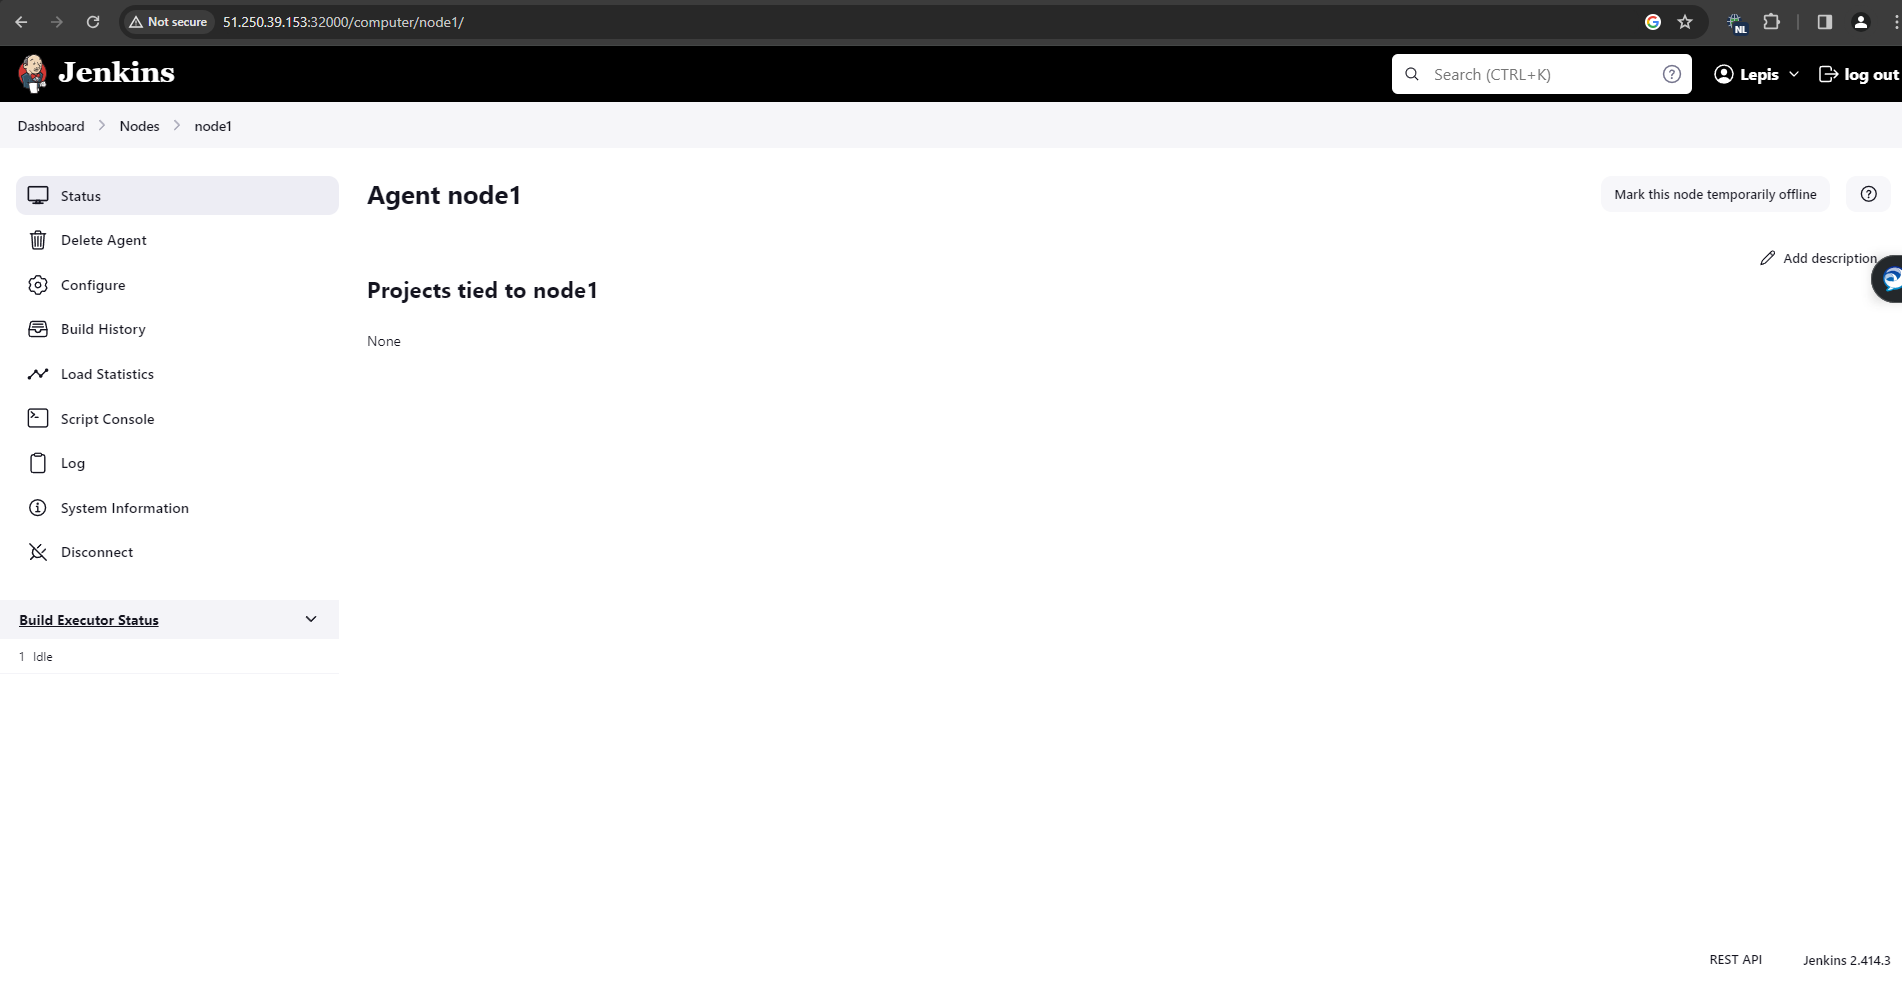 Not secure 51.250.39.153:32000/computer/node1/
NL
Jenkins
Search (CTRL+K)
Lepis
log out
Dashboard Nodes node1
Status
Delete Agent
Configure
Build History
Load Statistics
Script Console
Log
System Information
Disconnect
Build Executor Status
1 Idle
Agent node1
Mark this node temporarily offline
Add description
Projects tied to node1
None
REST API
Jenkins 2.414.3